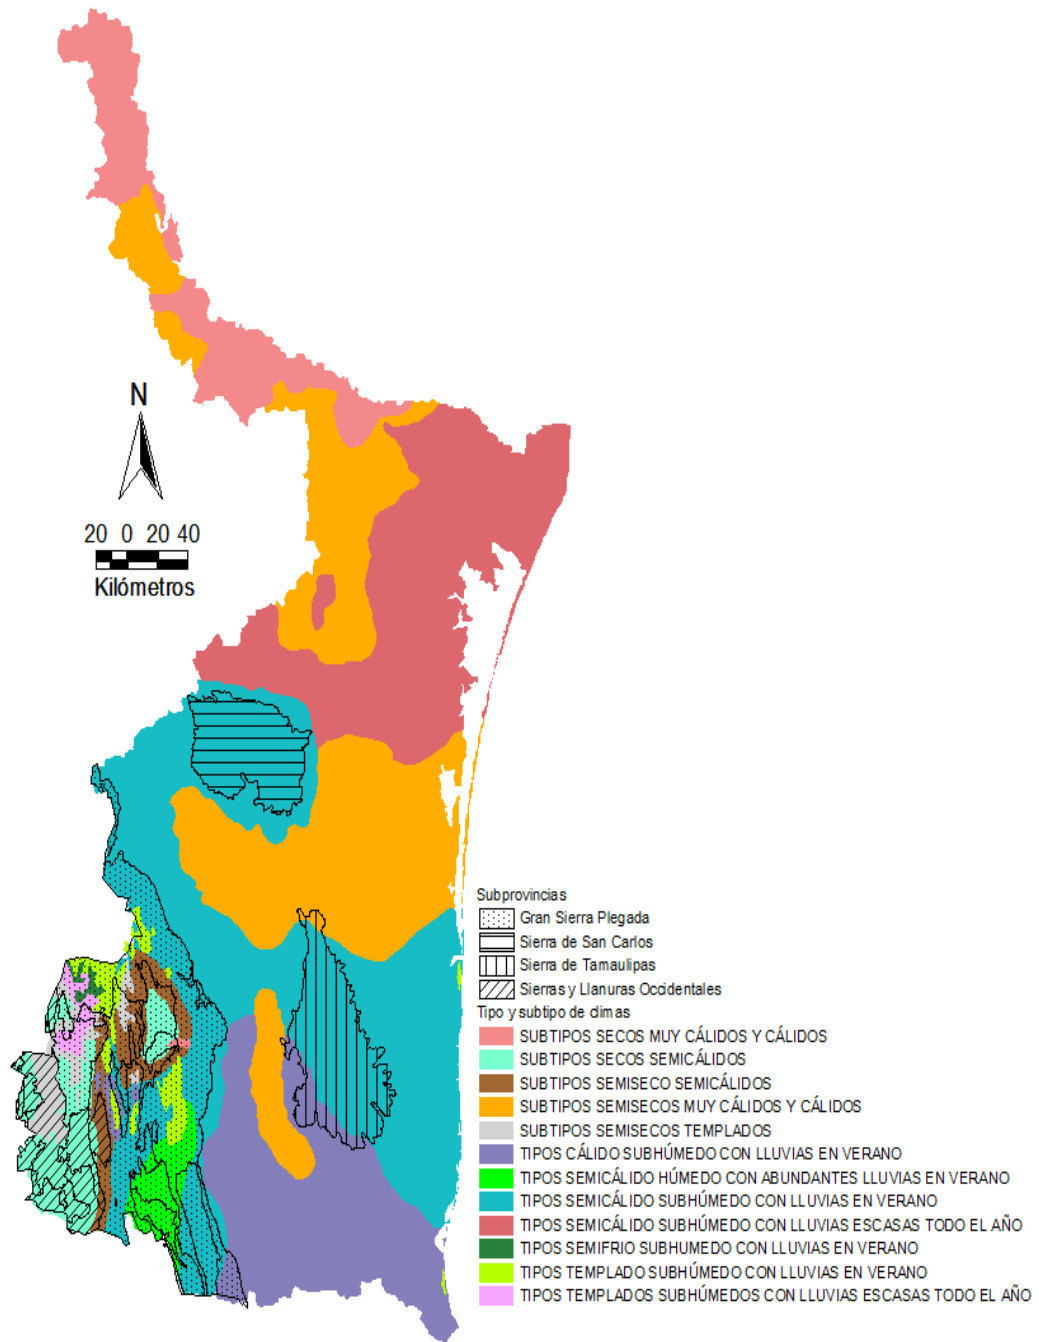 N
20 0 20 40
Kilómetros
Subprovincias
Gran Sierra Plegada
Sierra de San Carlos
Sierra de Tamaulipas
Sierras y Llanuras Occidentales
Tipo y subtipo de climas
SUBTIPOS SECOS MUY CÁLIDOS Y CÁLIDOS
SUBTIPOS SECOS SEMICÁLIDOS
SUBTIPOS SEMISECO SEMICÁLIDOS
SUBTIPOS SEMISECOS MUY CÁLIDOS Y CÁLIDOS
SUBTIPOS SEMISECOS TEMPLADOS
TIPOS CÁLIDO SUBHÚMEDO CON LLUVIAS EN VERANO
TIPOS SEMICÁLIDO HÚMEDO CON ABUNDANTES LLUVIAS EN VERANO
TIPOS SEMICÁLIDO SUBHÚMEDO CON LLUVIAS EN VERANO
TIPOS SEMICÁLIDO SUBHÚMEDO CON LLUVIAS ESCASAS TODO EL AÑO
TIPOS SEMIFRIO SUBHUMEDO CON LLUVIAS EN VERANO
TIPOS TEMPLADO SUBHÚMEDO CON LLUVIAS EN VERANO
TIPOS TEMPLADOS SUBHÚMEDOS CON LLUVIAS ESCASAS TODO EL AÑO